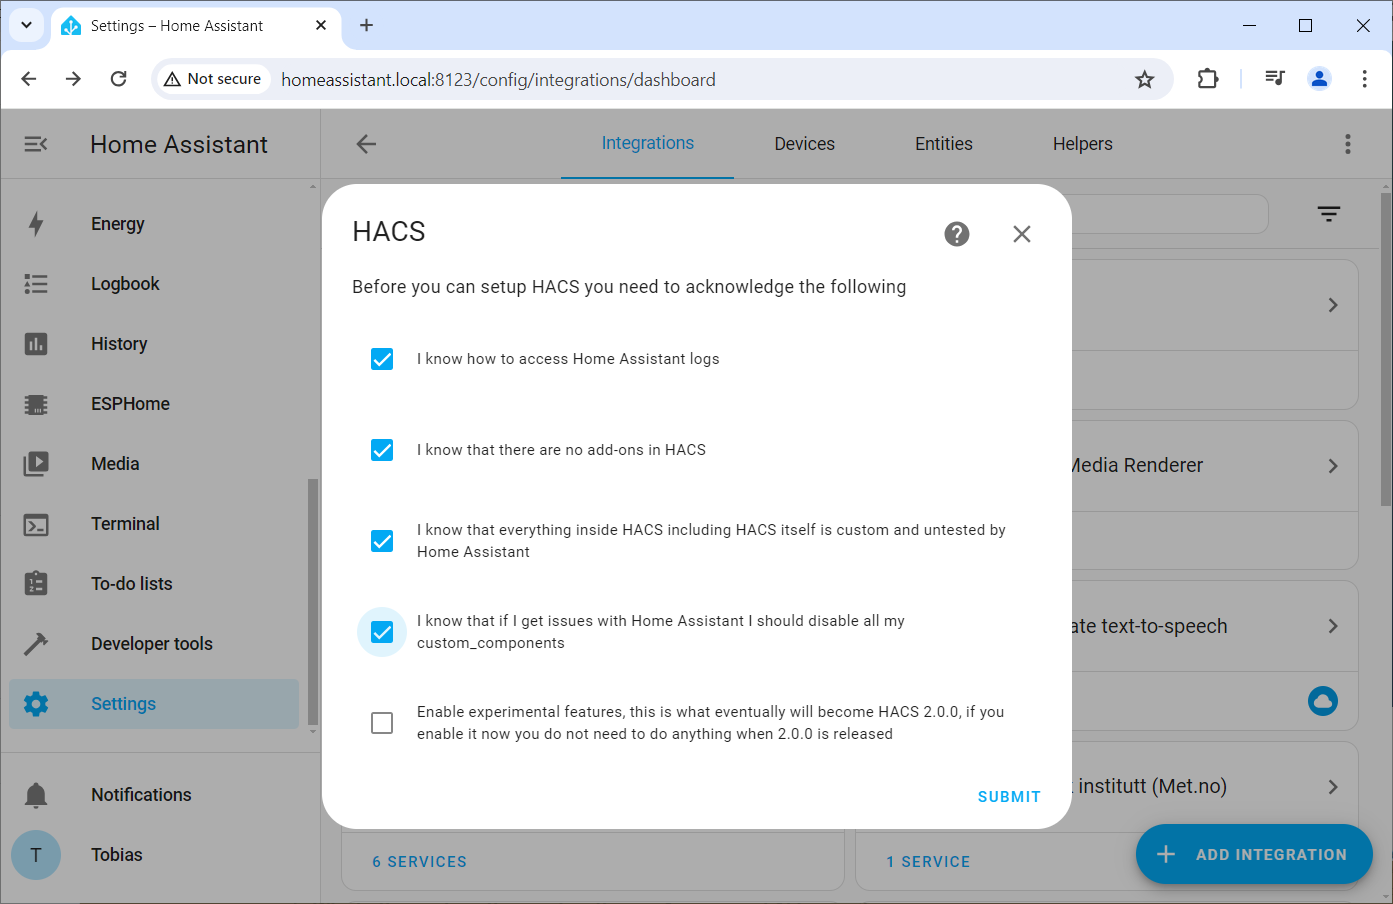 Settings – Home Assistant
Not secure
homeassistant.local:8123/config/integrations/dashboard
Home Assistant
Integrations
Devices
Entities
Helpers
Energy
Logbook
History
ESPHome
Media
Terminal
To-do lists
Developer tools
Settings
Notifications
T
Tobias
HACS
Before you can setup HACS you need to acknowledge the following
I know how to access Home Assistant logs
I know that there are no add-ons in HACS
I know that everything inside HACS including HACS itself is custom and untested by
Home Assistant
I know that if I get issues with Home Assistant I should disable all my
custom_components
Enable experimental features, this is what eventually will become HACS 2.0.0, if you
enable it now you do not need to do anything when 2.0.0 is released
SUBMIT
Media Renderer
text-to-speech
institutt (Met.no)
6 SERVICES
1 SERVICE
ADD INTEGRATION